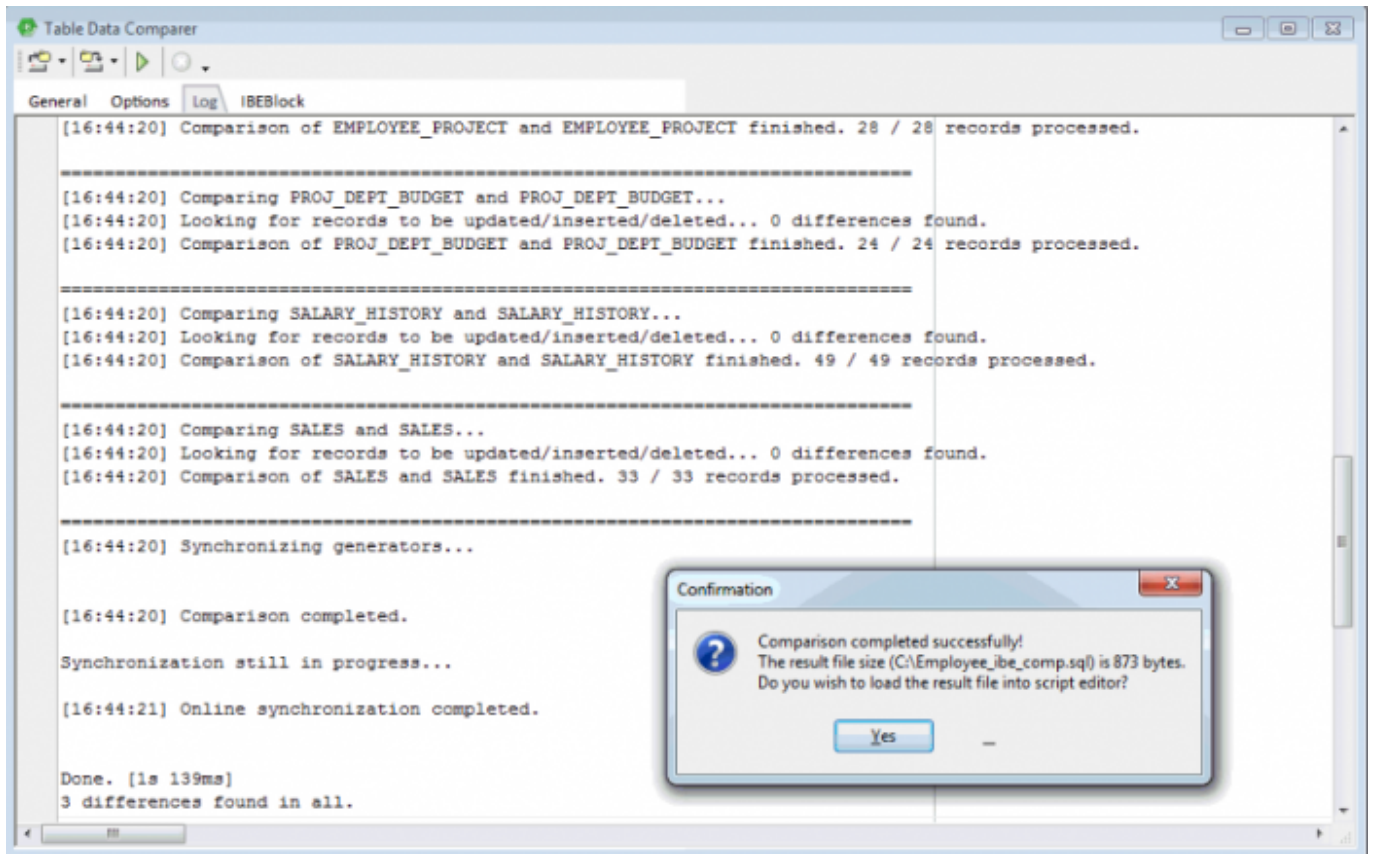 Table Data Comparer
General Options Log IBEBlock
[16:44:20] Comparison of EMPLOYEE_PROJECT and EMPLOYEE_PROJECT finished. 28 / 28 records processed.
==============================================================================
[16:44:20] Comparing PROJ_DEPT_BUDGET and PROJ_DEPT_BUDGET...
[16:44:20] Looking for records to be updated/inserted/deleted... 0 differences found.
[16:44:20] Comparison of PROJ_DEPT_BUDGET and PROJ_DEPT_BUDGET finished. 24 / 24 records processed.
==============================================================================
[16:44:20] Comparing SALARY_HISTORY and SALARY_HISTORY...
[16:44:20] Looking for records to be updated/inserted/deleted... 0 differences found.
[16:44:20] Comparison of SALARY_HISTORY and SALARY_HISTORY finished. 49 / 49 records processed.
==============================================================================
[16:44:20] Comparing SALES and SALES...
[16:44:20] Looking for records to be updated/inserted/deleted... 0 differences found.
[16:44:20] Comparison of SALES and SALES finished. 33 / 33 records processed.
==============================================================================
[16:44:20] Synchronizing generators...
[16:44:20] Comparison completed.
Synchronization still in progress...
[16:44:21] Online synchronization completed.
Done. [1s 139ms]
3 differences found in all.
Confirmation
Comparison completed successfully!
The result file size (C:\Employee_ibe_comp.sql) is 873 bytes.
Do you wish to load the result file into script editor?
Yes